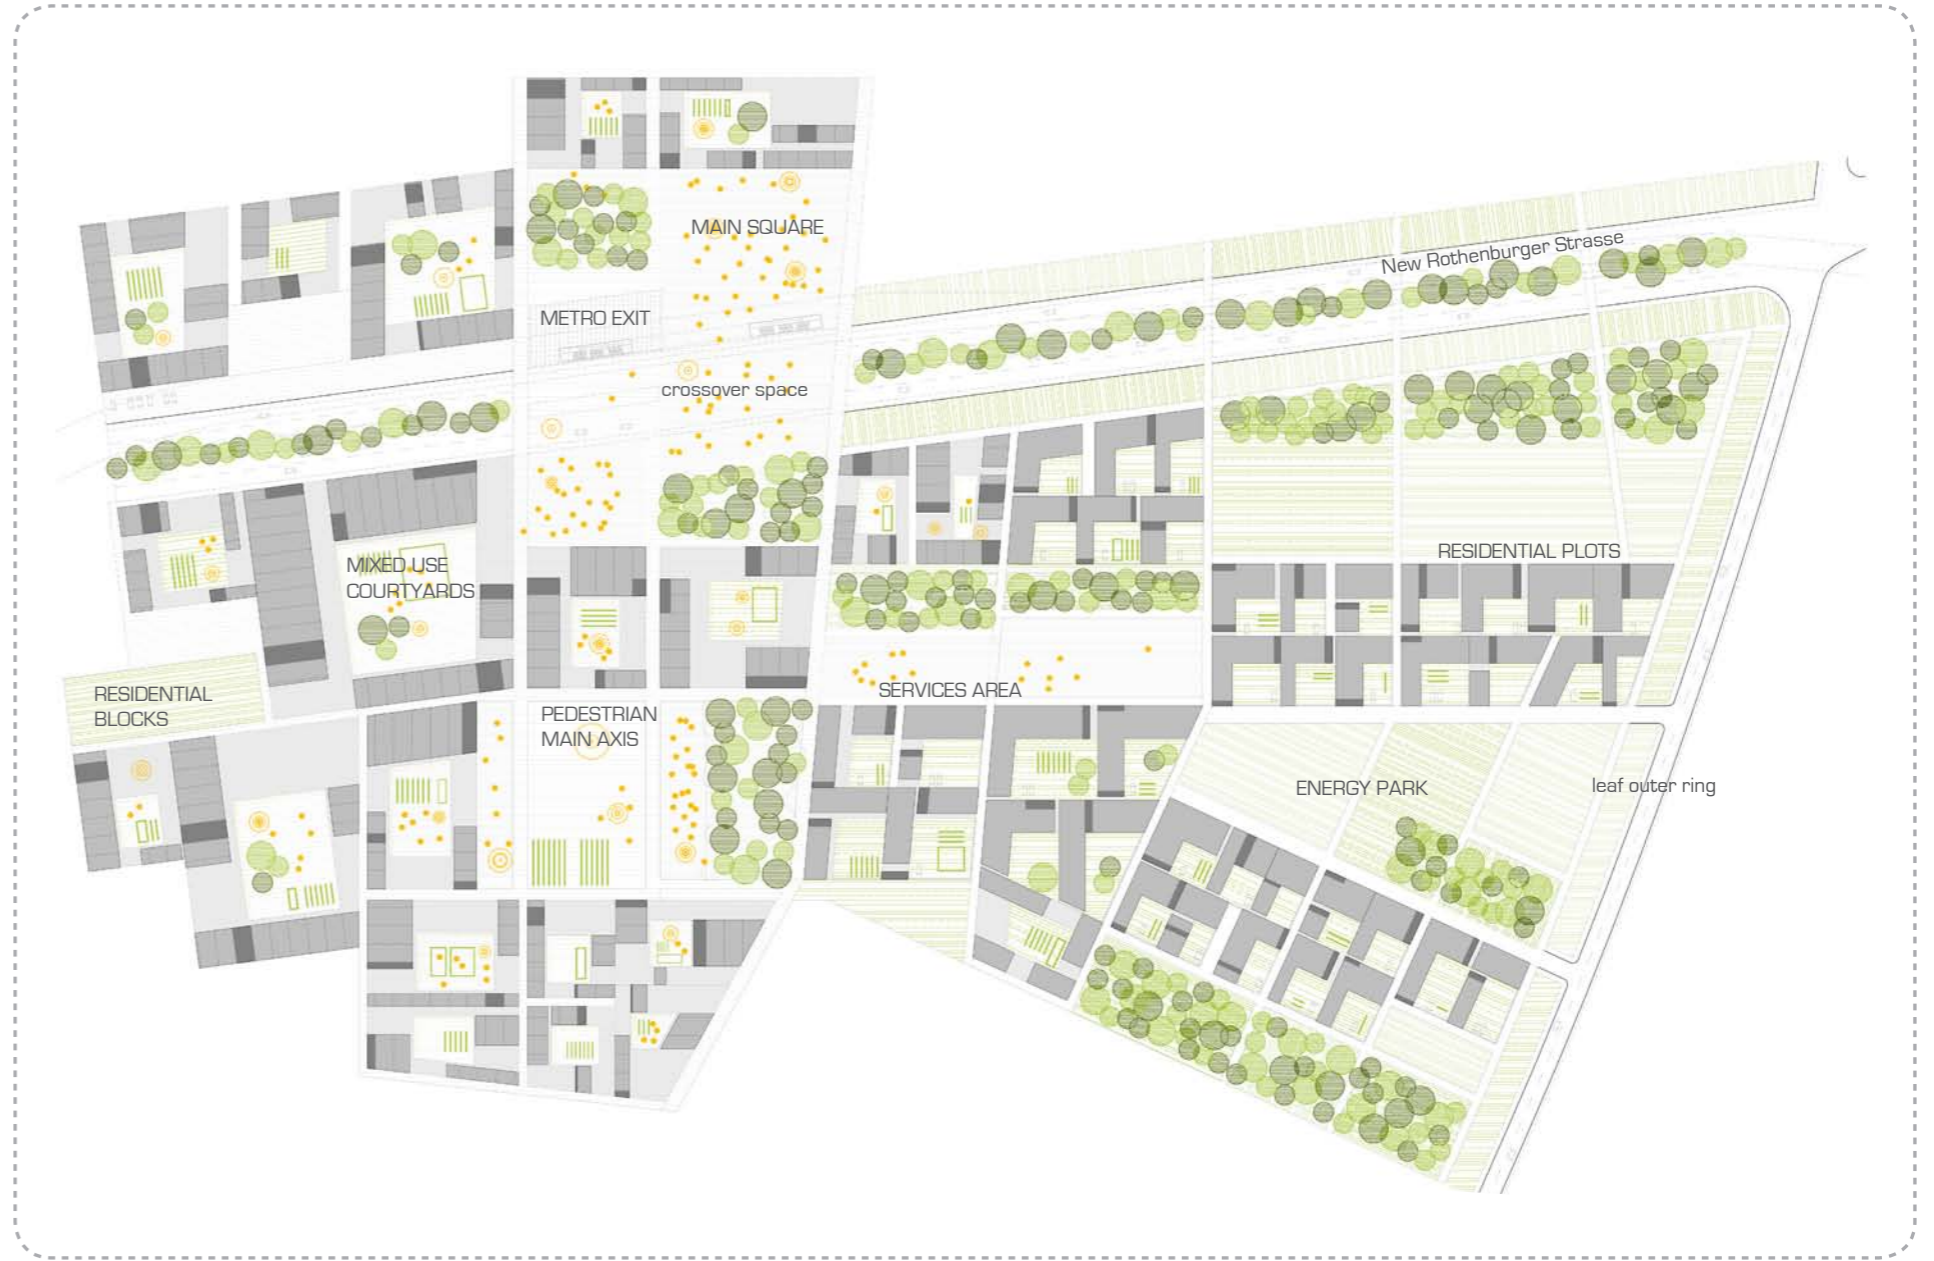 MAIN SQUARE
New Rothenburger Strasse
METRO EXIT
crossover space
RESIDENTIAL PLOTS
MIXED USE
COURTYARDS
RESIDENTIAL
BLOCKS
SERVICES AREA
PEDESTRIAN
MAIN AXIS
ENERGY PARK
leaf outer ring